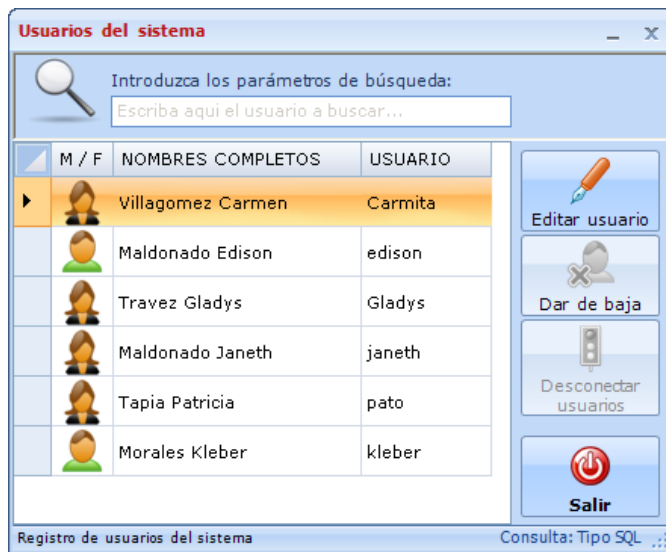 Usuarios del sistema
Introduzca los parámetros de búsqueda:
Escriba aqui el usuario a buscar...
M / F NOMBRES COMPLETOS USUARIO
Villagomez Carmen Carmita
Maldonado Edison edison
Travez Gladys Gladys
Maldonado Janeth janeth
Tapia Patricia pato
Morales Kleber kleber
Editar usuario
Dar de baja
Desconectar
usuarios
Salir
Registro de usuarios del sistema Consulta: Tipo SQL